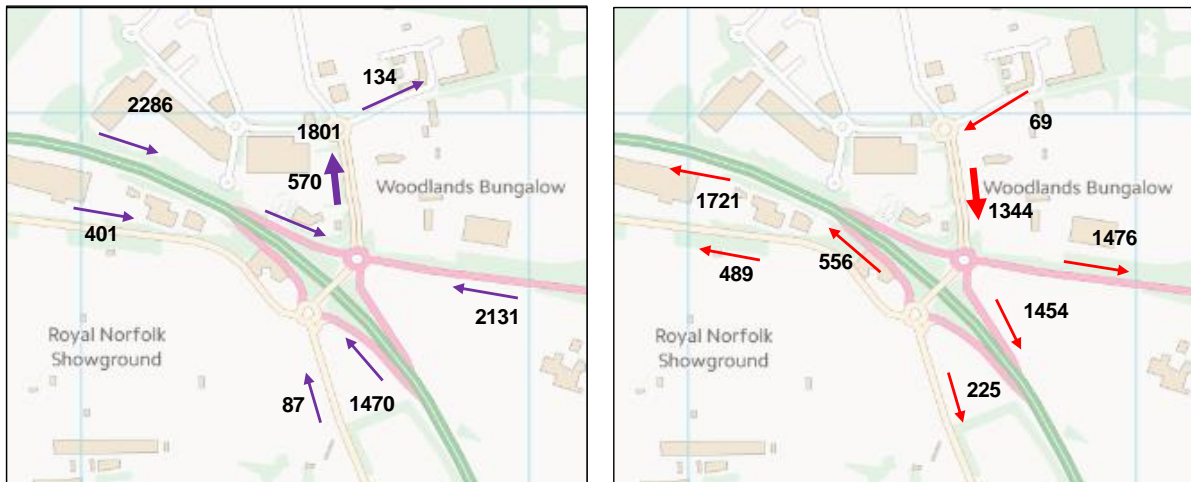 134
2286
1801
570
Woodlands Bungalow
401
2131
Royal Norfolk
Showground
87
1470
69
1721
Woodlands Bungalow
1344
1476
489
556
1454
Royal Norfolk
Showground
225